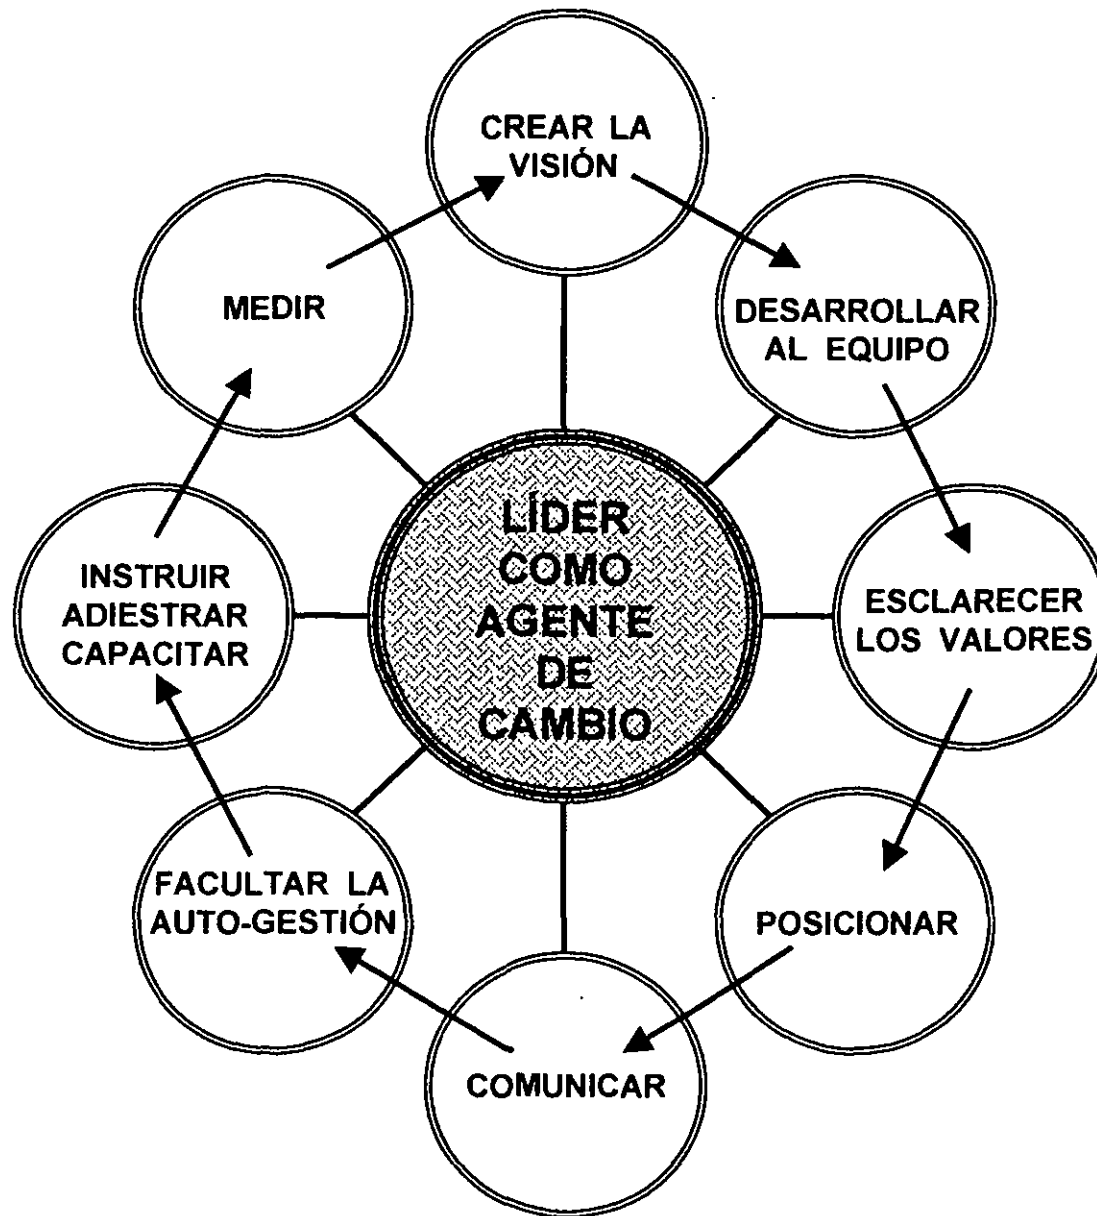 CREAR LA
VISIÓN
DESARROLLAR
AL EQUIPO
ESCLARECER
LOS VALORES
POSICIONAR
COMUNICAR
FACULTAR LA
AUTO-GESTIÓN
INSTRUIR
ADIESTRAR
CAPACITAR
MEDIR
LÍDER
COMO
AGENTE
DE
CAMBIO